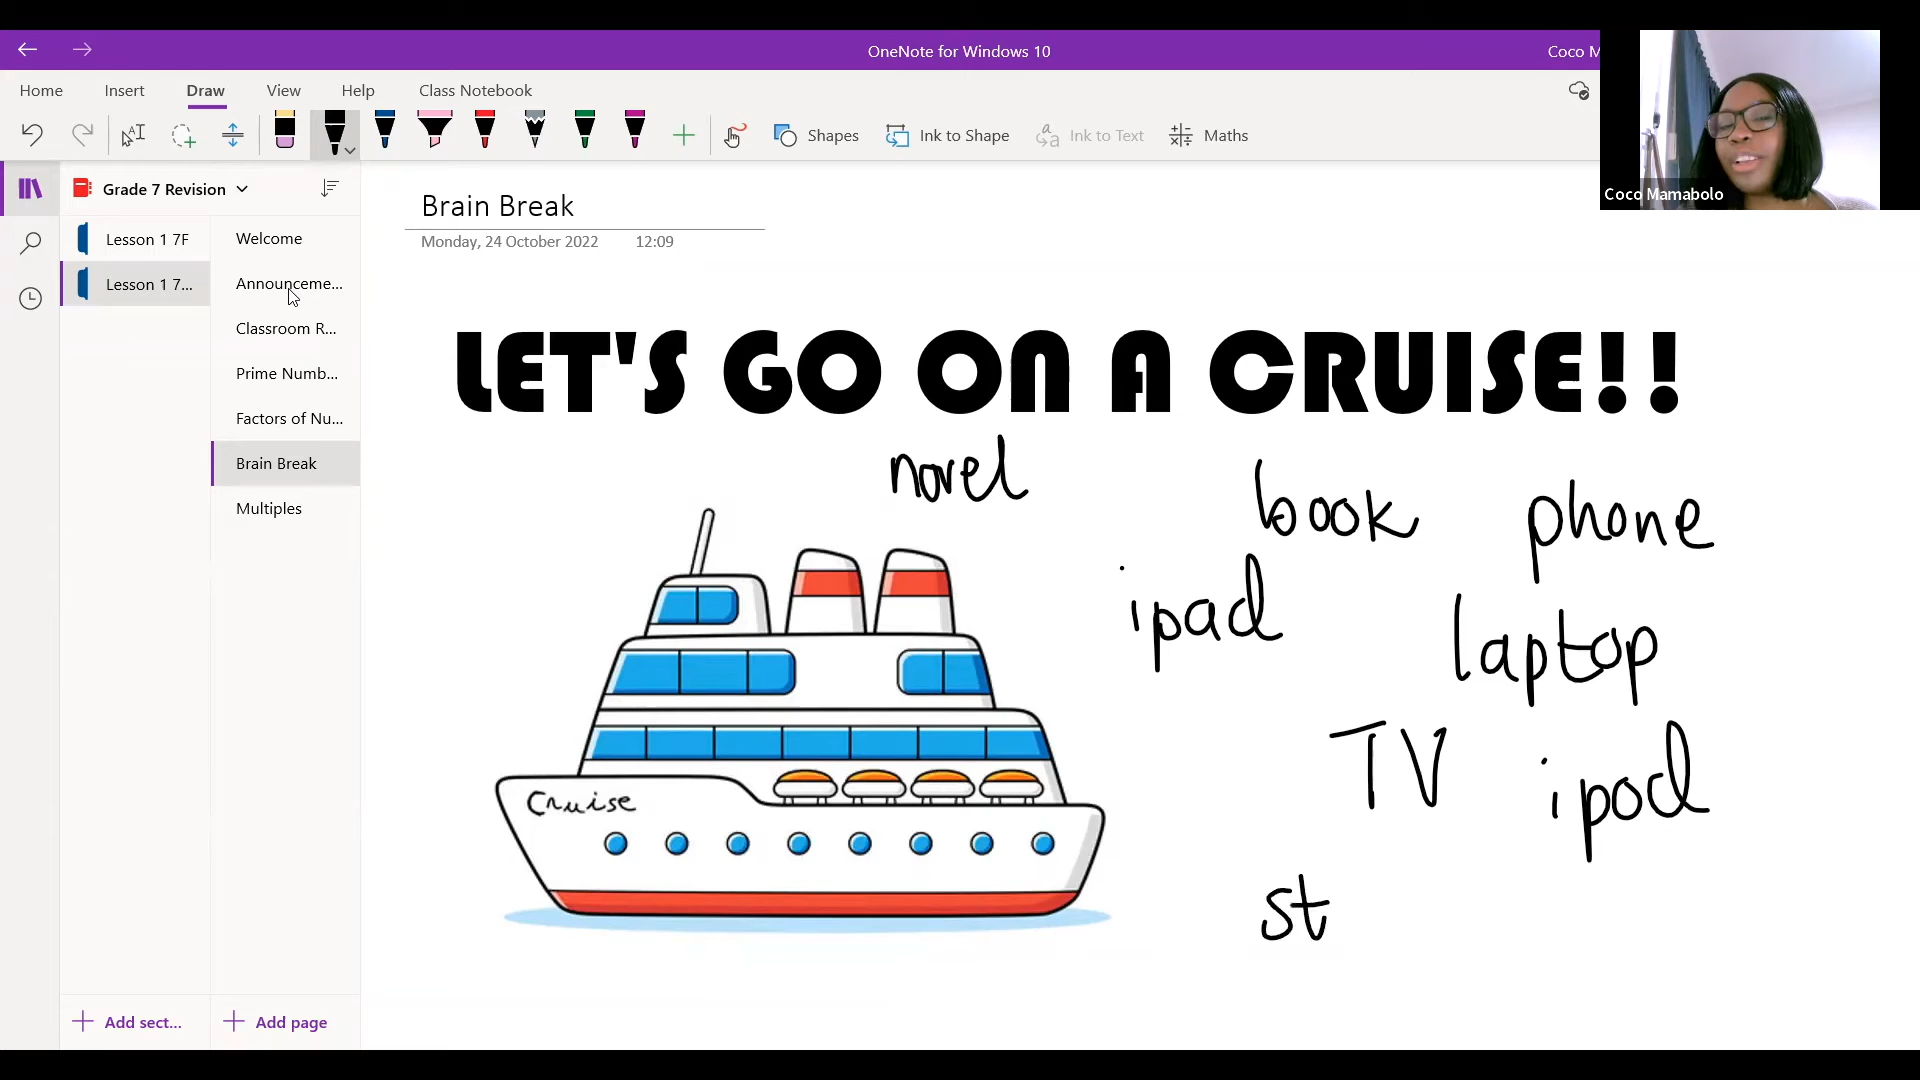 OneNote for Windows 10
Coco M
Home Insert Draw View Help Class Notebook
Shapes Ink to Shape Ink to Text Maths
Coco Mamabolo
Grade 7 Revision
Lesson 1 7F
Lesson 1 7...
Welcome
Announceme...
Classroom R...
Prime Numb...
Factors of Nu...
Brain Break
Multiples
Add sect...
Add page
Brain Break
Monday, 24 October 2022 12:09
LET'S GO ON A CRUISE!!
novel
book phone
ipad
laptop
TV ipod
Cruise
st